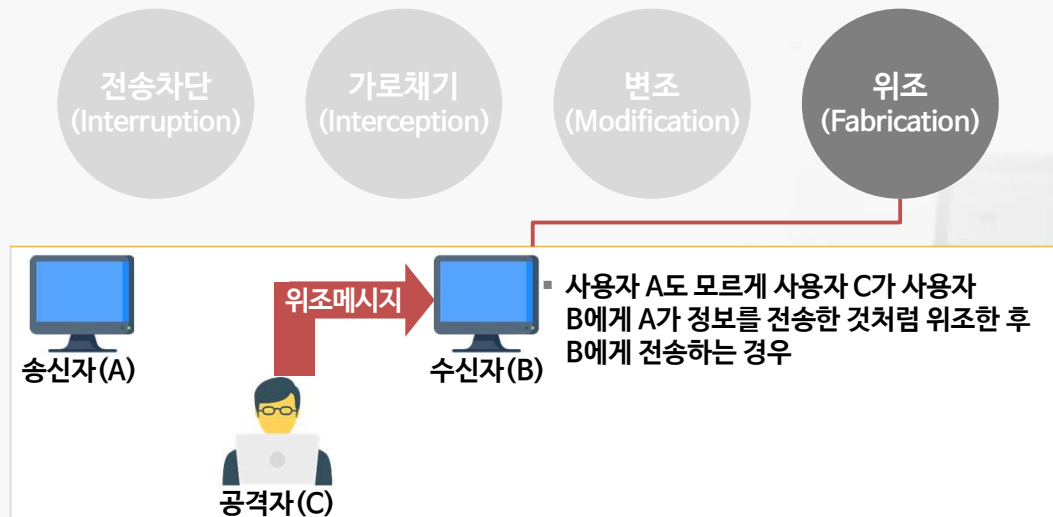 전송차단
(Interruption)
가로채기
(Interception)
변조
(Modification)
위조
(Fabrication)
위조메시지
송신자(A)
수신자(B)
공격자(C)
▪ 사용자 A도 모르게 사용자 C가 사용자
B에게 A가 정보를 전송한 것처럼 위조한 후
B에게 전송하는 경우